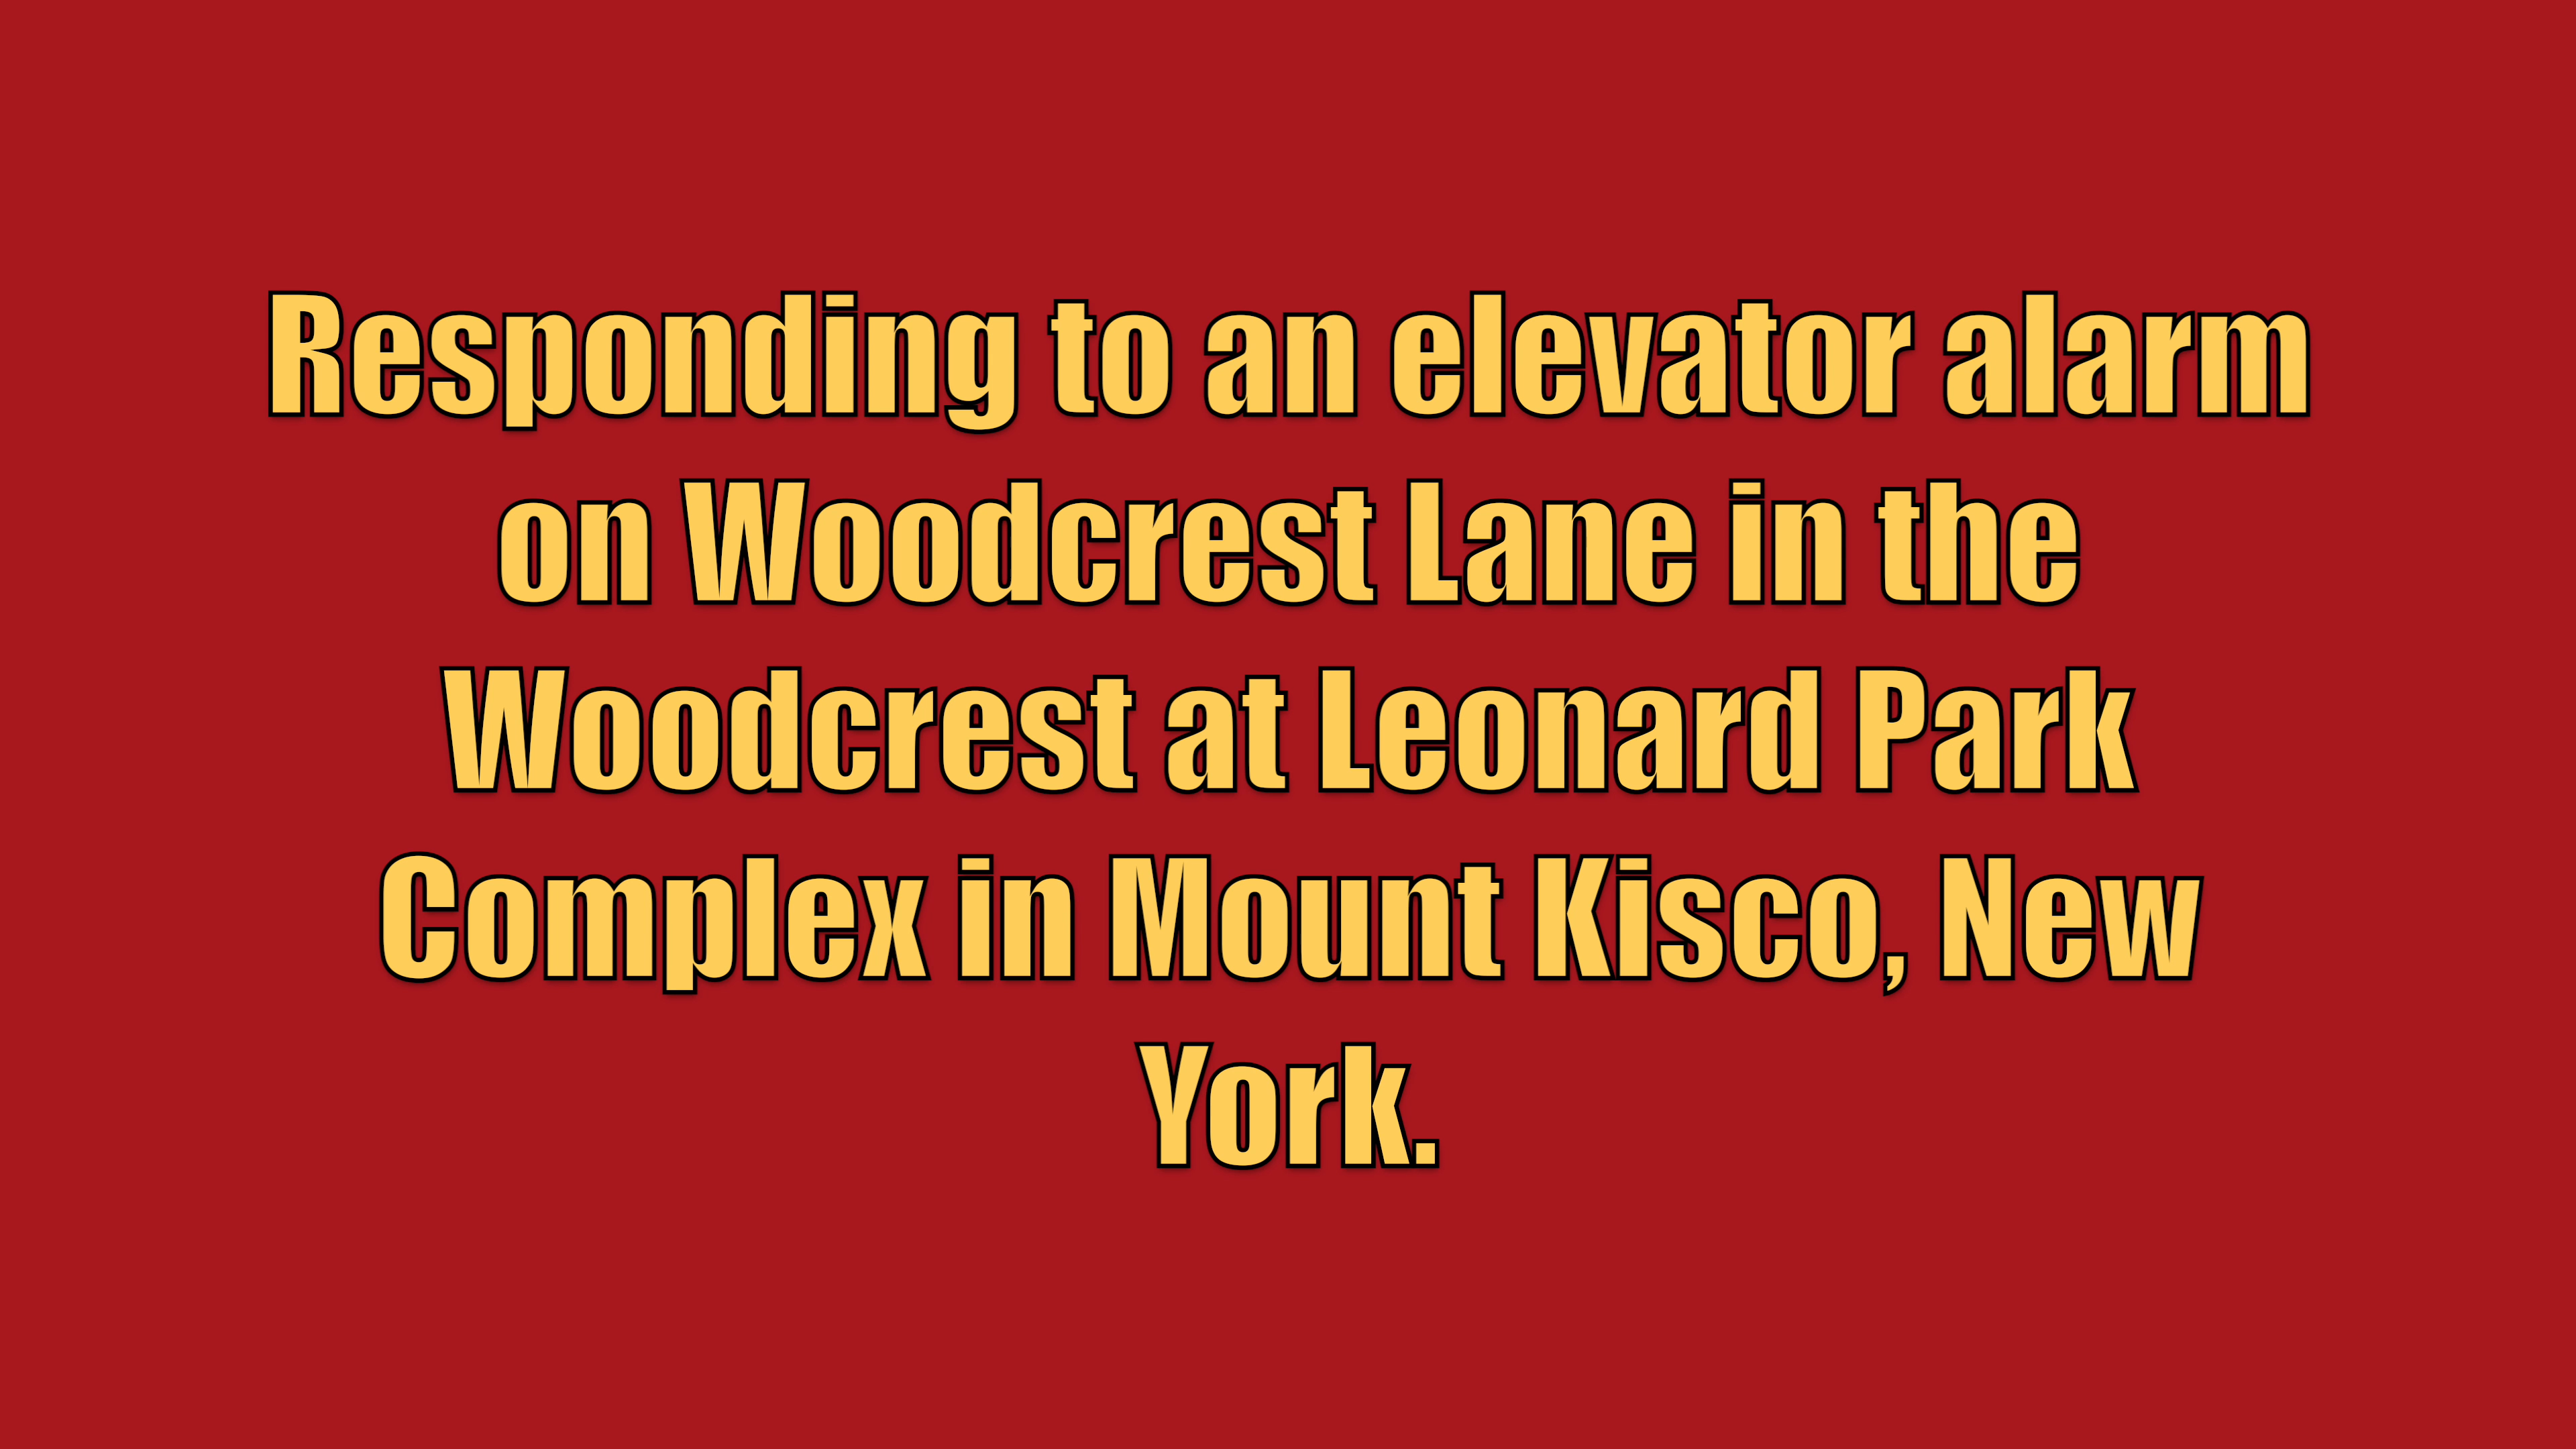 Responding to an elevator alarm
on Woodcrest Lane in the
Woodcrest at Leonard Park
Complex in Mount Kisco, New
York.